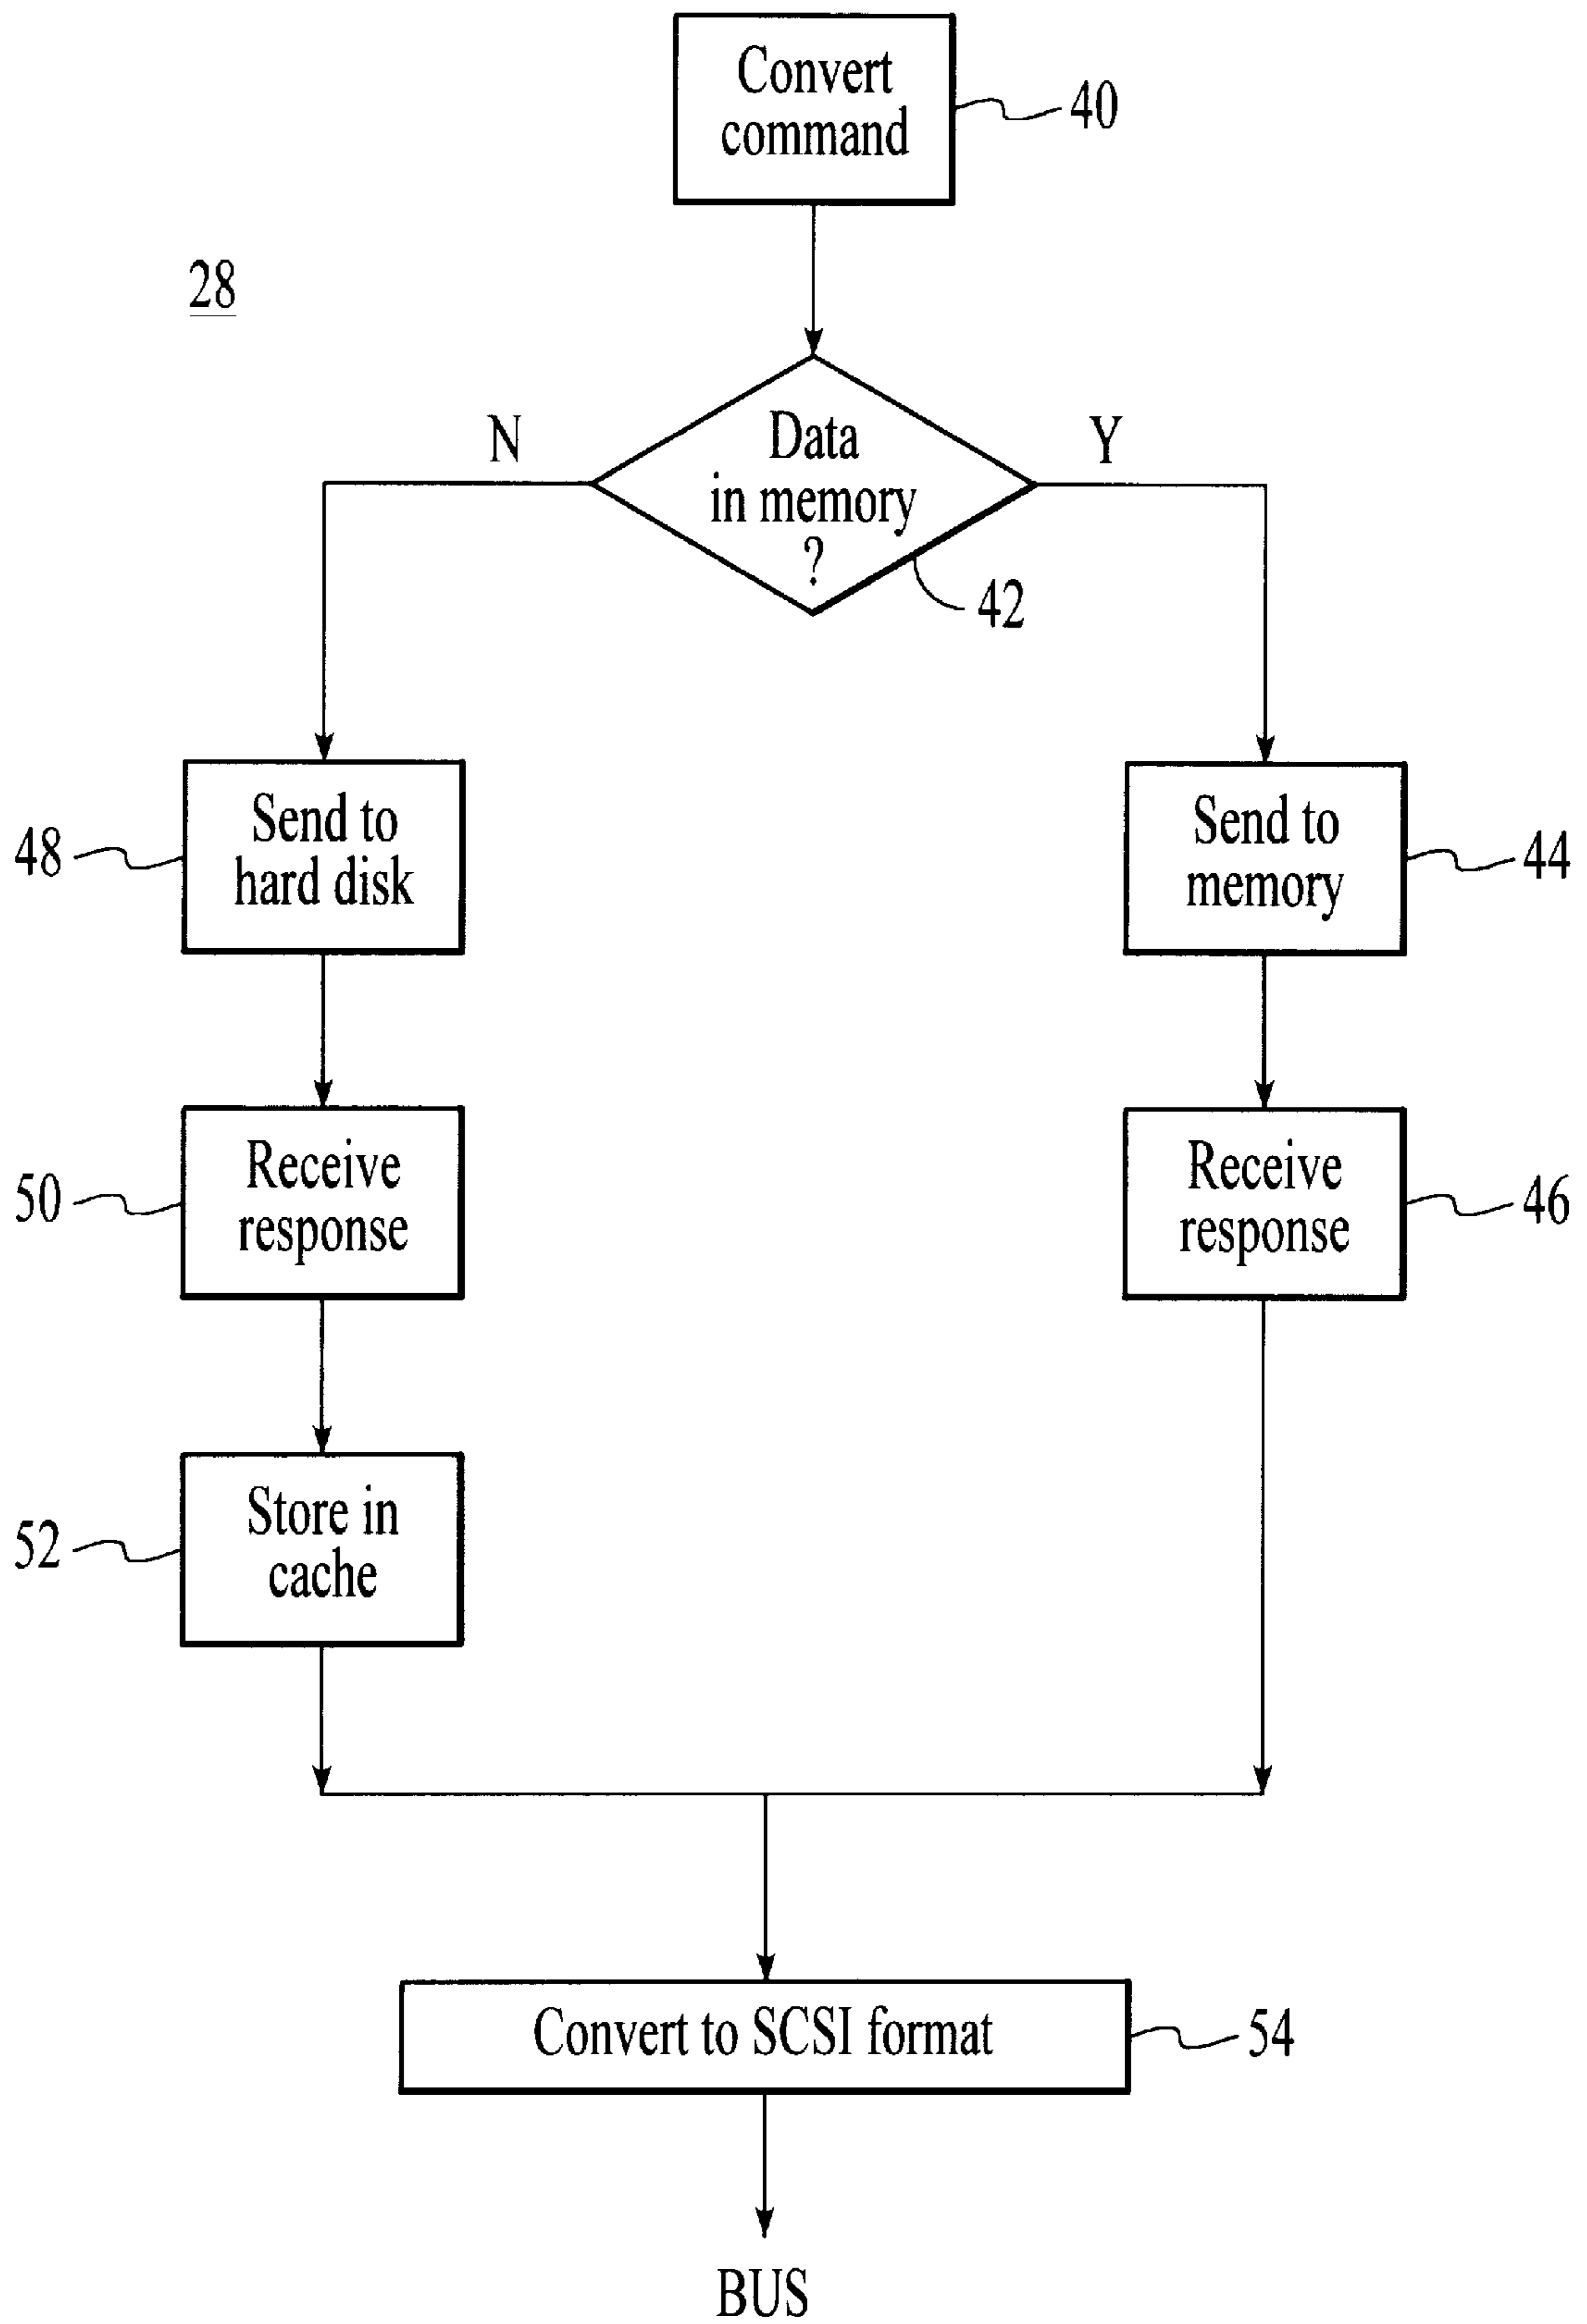 Convert
command
40
28
N
Data
in memory
?
Y
42
48
Send to
hard disk
Send to
memory
44
50
Receive
response
Receive
response
46
52
Store in
cache
Convert to SCSI format
54
BUS